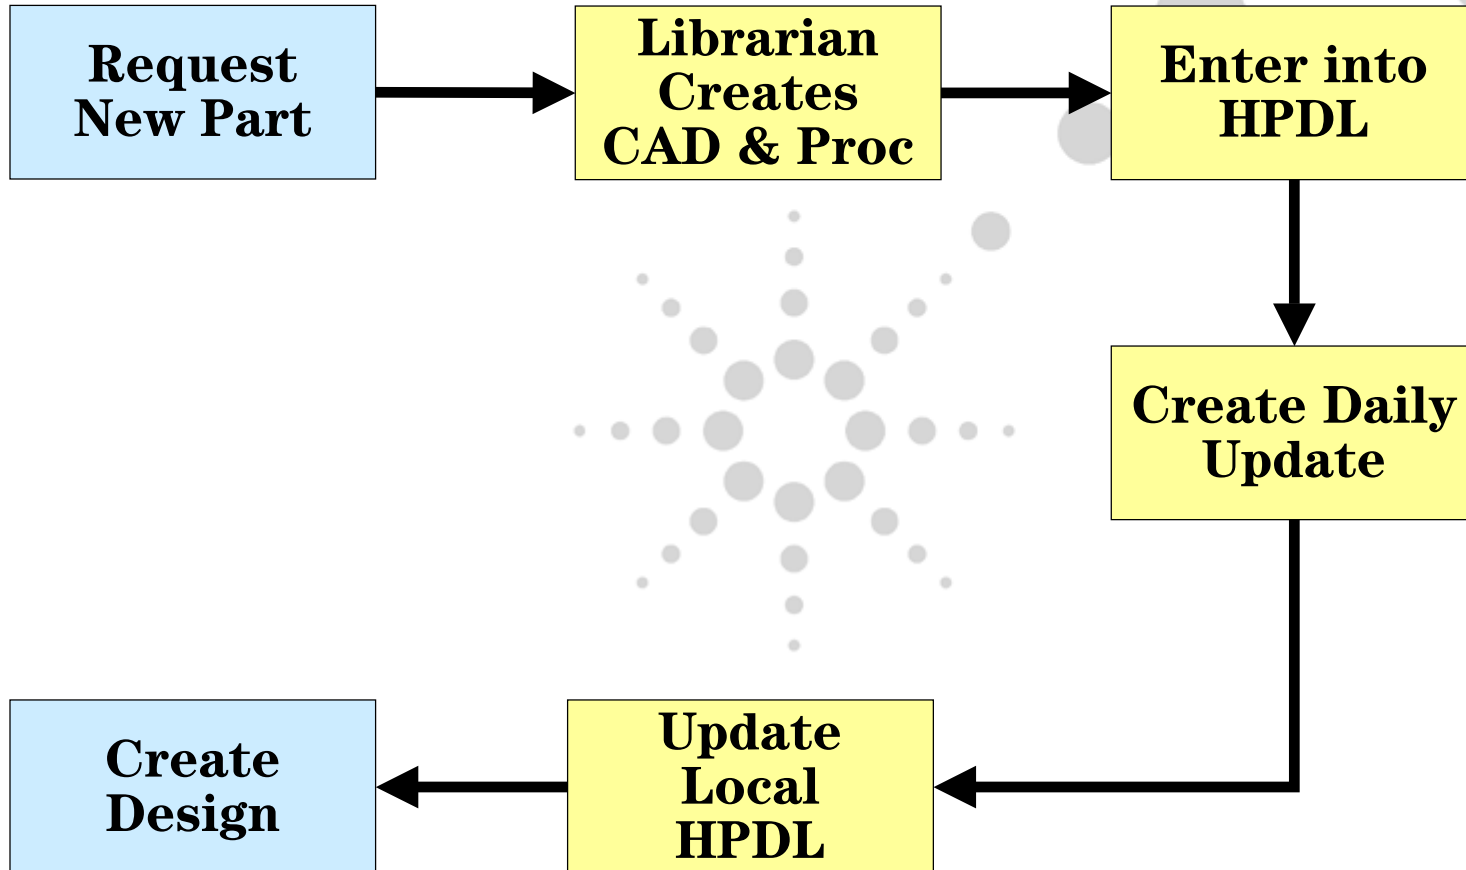 Request
New Part
Librarian
Creates
CAD & Proc
Enter into
HPDL
Create Daily
Update
Update
Local
HPDL
Create
Design